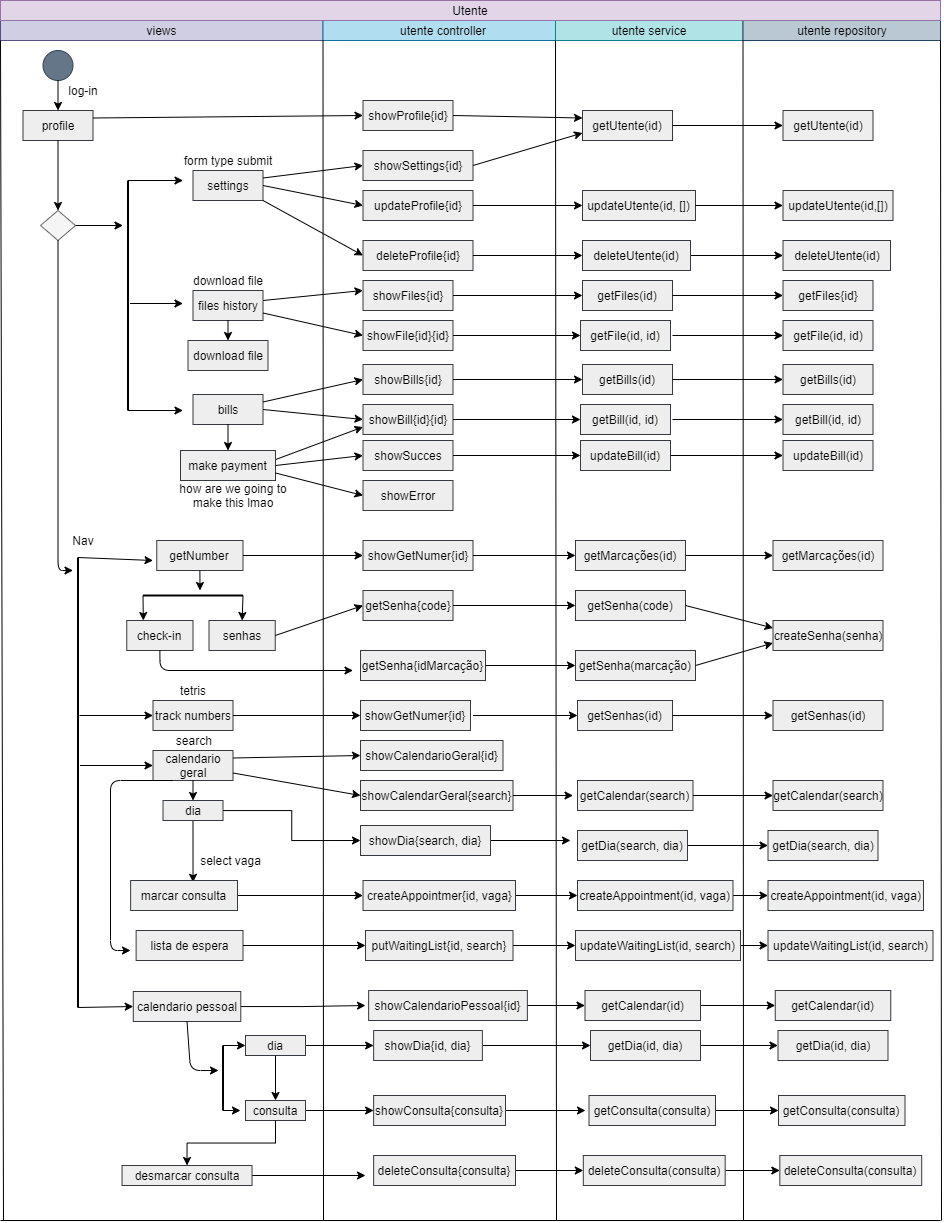 Utente
views
utente controller
utente service
utente repository
log-in
profile
showProfile{id}
getUtente(id)
getUtente(id)
form type submit
settings
showSettings{id}
updateProfile{id}
updateUtente(id, [])
updateUtente(id,[])
deleteProfile{id}
deleteUtente(id)
deleteUtente(id)
download file
files history
showFiles{id}
getFiles(id)
getFiles{id}
showFile{id}{id}
getFile(id, id)
getFile(id, id)
download file
bills
showBills{id}
getBills(id)
getBills(id)
showBill{id}{id}
getBill(id, id)
getBill(id, id)
make payment
showSucces
updateBill(id)
updateBill(id)
how are we going to
make this lmao
showError
Nav
getNumber
showGetNumer{id}
getMarcações(id)
getMarcações(id)
check-in
senhas
getSenha{code}
getSenha(code)
createSenha(senha)
getSenha{idMarcação}
getSenha(marcação)
tetris
track numbers
showGetNumer{id}
getSenhas(id)
getSenhas(id)
search
calendario
geral
showCalendarioGeral{id}
showCalendarGeral{search}
getCalendar(search)
getCalendar(search)
dia
showDia{search, dia}
getDia(search, dia)
getDia(search, dia)
select vaga
marcar consulta
createAppointmer{id, vaga}
createAppointment(id, vaga)
createAppointment(id, vaga)
lista de espera
putWaitingList{id, search}
updateWaitingList(id, search)
updateWaitingList(id, search)
calendario pessoal
showCalendarioPessoal{id}
getCalendar(id)
getCalendar(id)
dia
showDia{id, dia}
getDia(id, dia)
getDia(id, dia)
consulta
showConsulta{consulta}
getConsulta(consulta)
getConsulta(consulta)
desmarcar consulta
deleteConsulta{consulta}
deleteConsulta(consulta)
deleteConsulta(consulta)